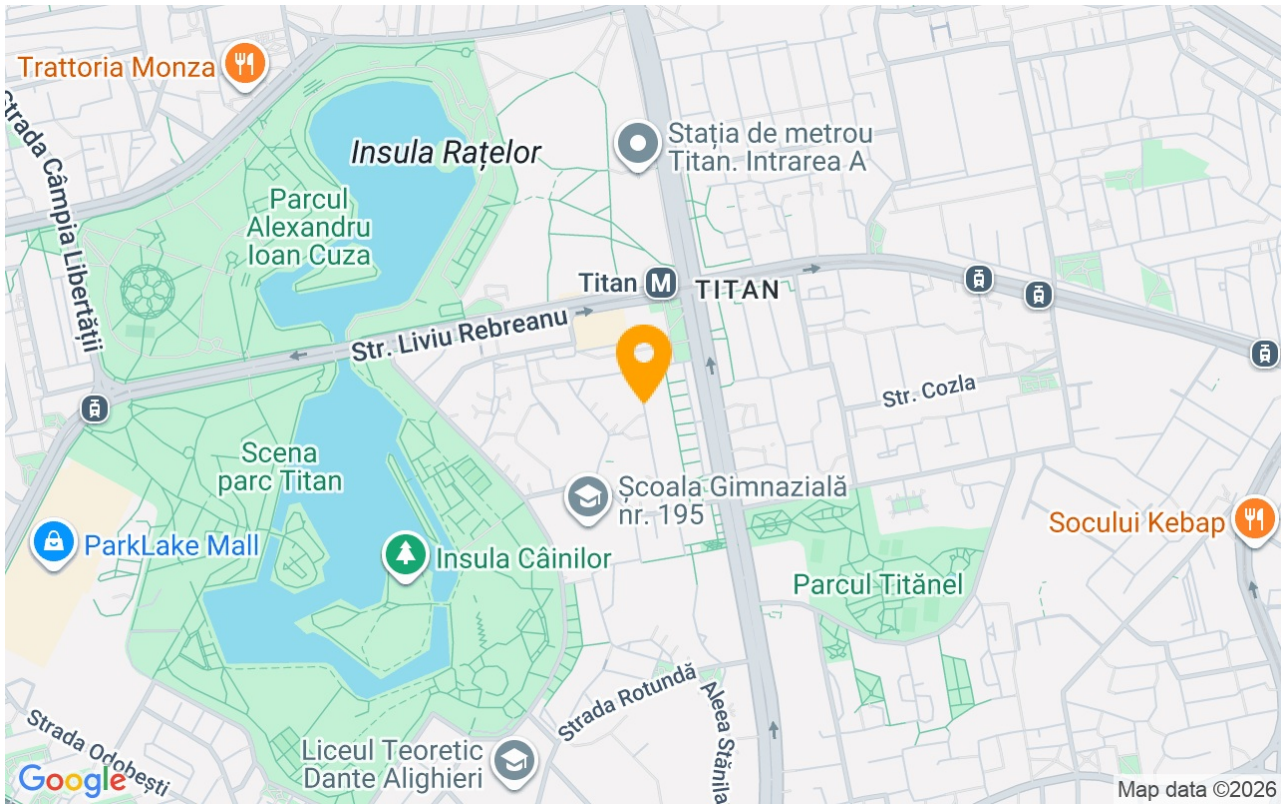 Trattoria Monza
Strada Câmpia Libertății
Insula Rațelor
Parcul
Alexandru
Ioan Cuza
Stația de metrou
Titan. Intrarea A
Titan M
TITAN
Str. Liviu Rebreanu
Str. Cozla
Scena
parc Titan
Școala Gimnazială
nr. 195
ParkLake Mall
Insula Câinilor
Socului Kebap
Parcul Titănel
Strada Rotundă
Aleea Stănila
Strada Odobești
Liceul Teoretic
Dante Alighieri
Google
Map data ©2026